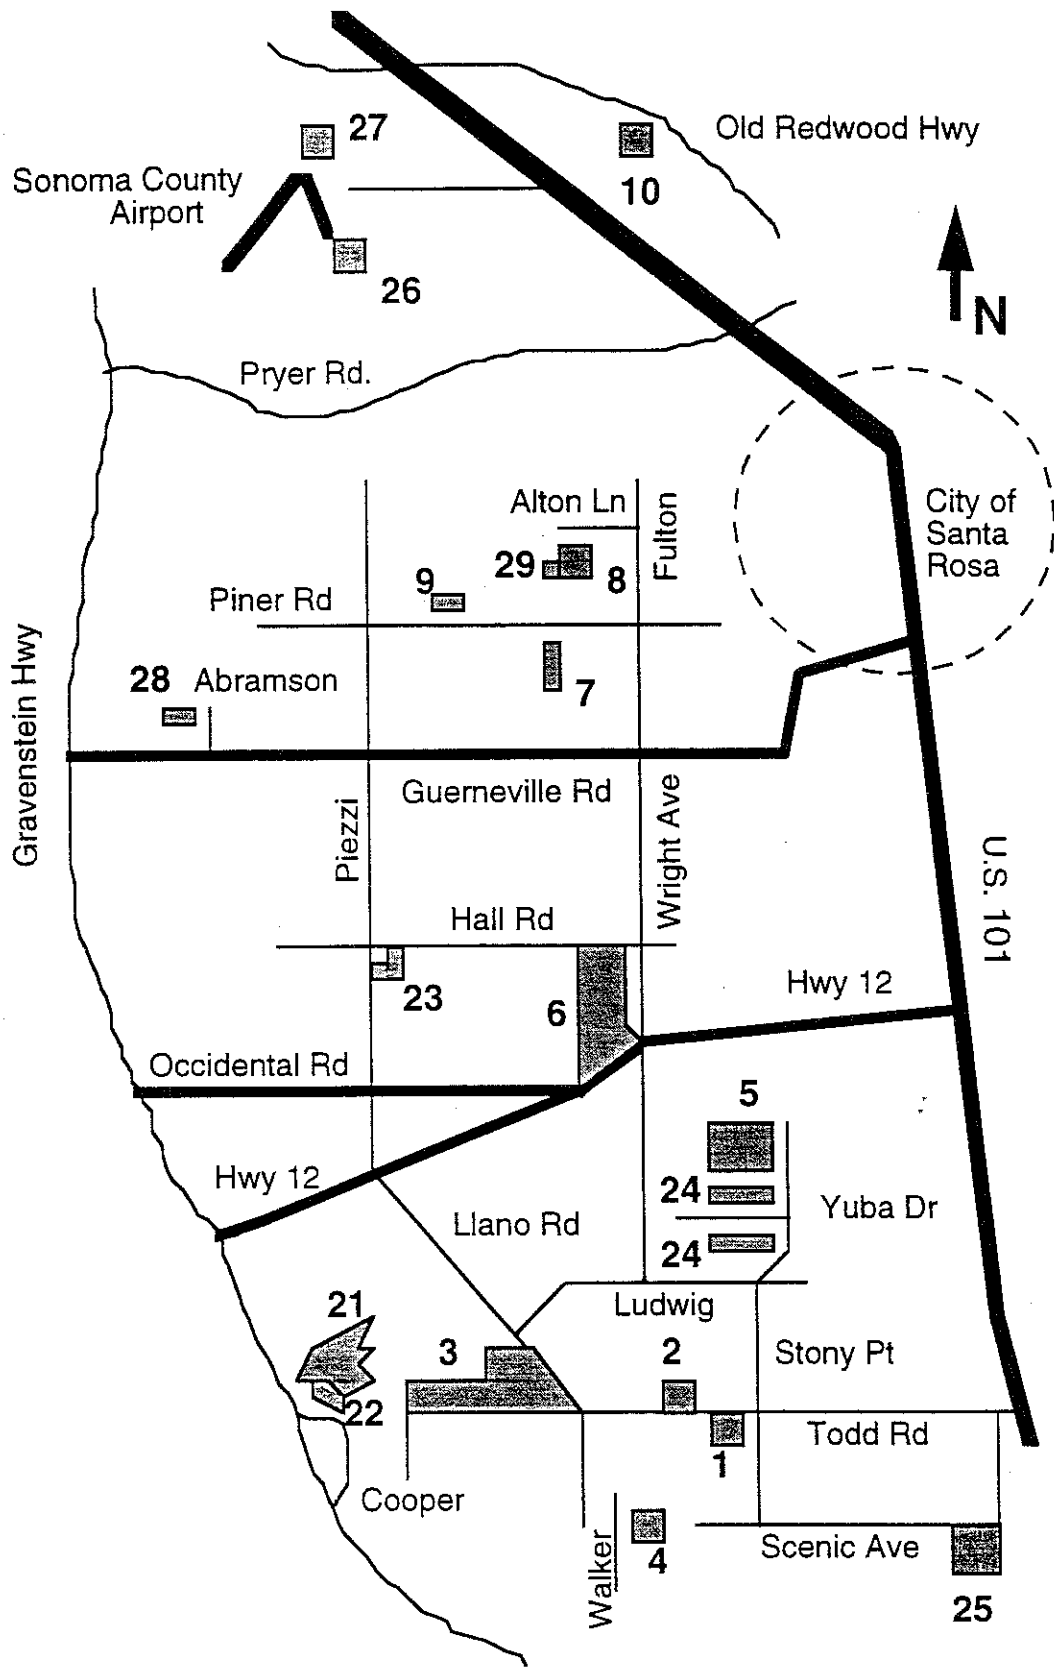 27
Old Redwood Hwy
Sonoma County
Airport
10
26
N
Pryer Rd.
Alton Ln
Fulton
City of
Santa
Rosa
29
8
9
Piner Rd
Gravenstein Hwy
28
Abramson
7
Guerneville Rd
Piezzi
Wright Ave
U.S. 101
Hall Rd
23
6
Hwy 12
Occidental Rd
5
Hwy 12
24
Llano Rd
Yuba Dr
24
21
Ludwig
3
2
Stony Pt
22
Todd Rd
1
Cooper
Walker
4
Scenic Ave
25